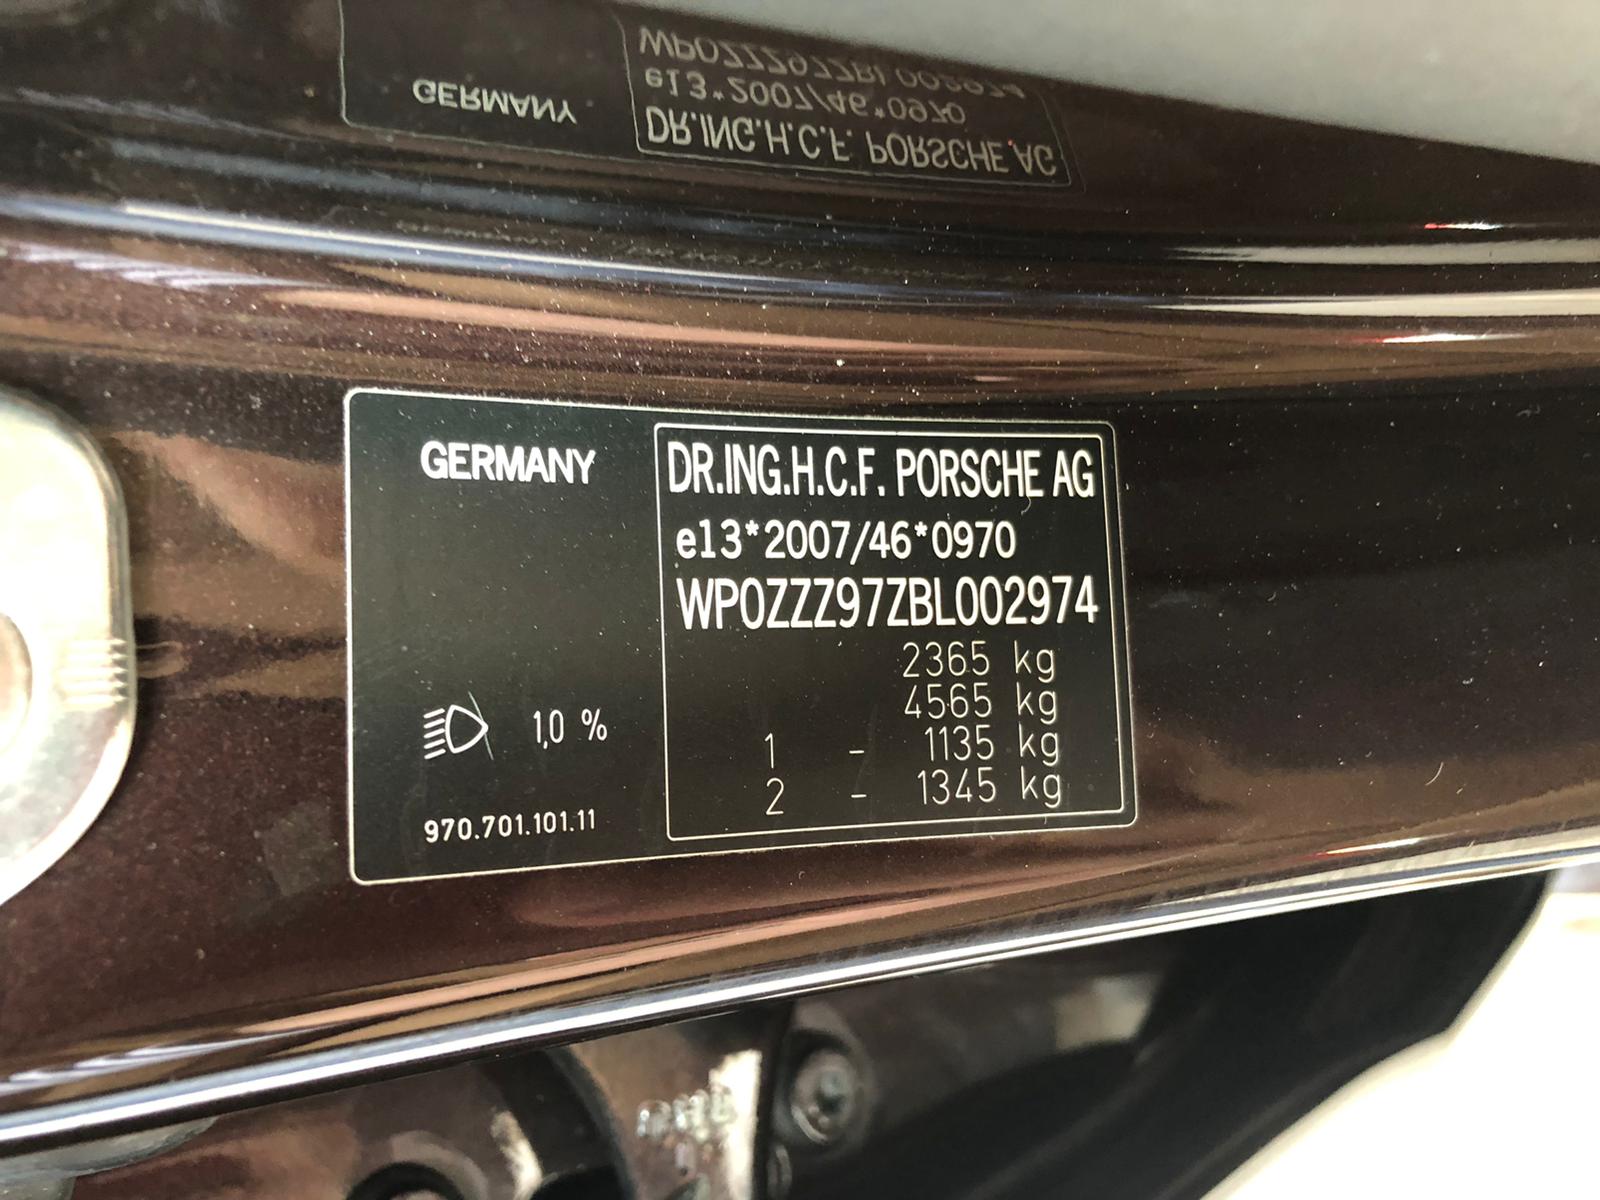 GERMANY
DR.ING.H.C.F. PORSCHE AG
e13*2007/46*0970
WP0ZZZ97ZBL002974
2365 kg
4565 kg
1 - 1135 kg
2 - 1345 kg
1,0 %
970.701.101.11